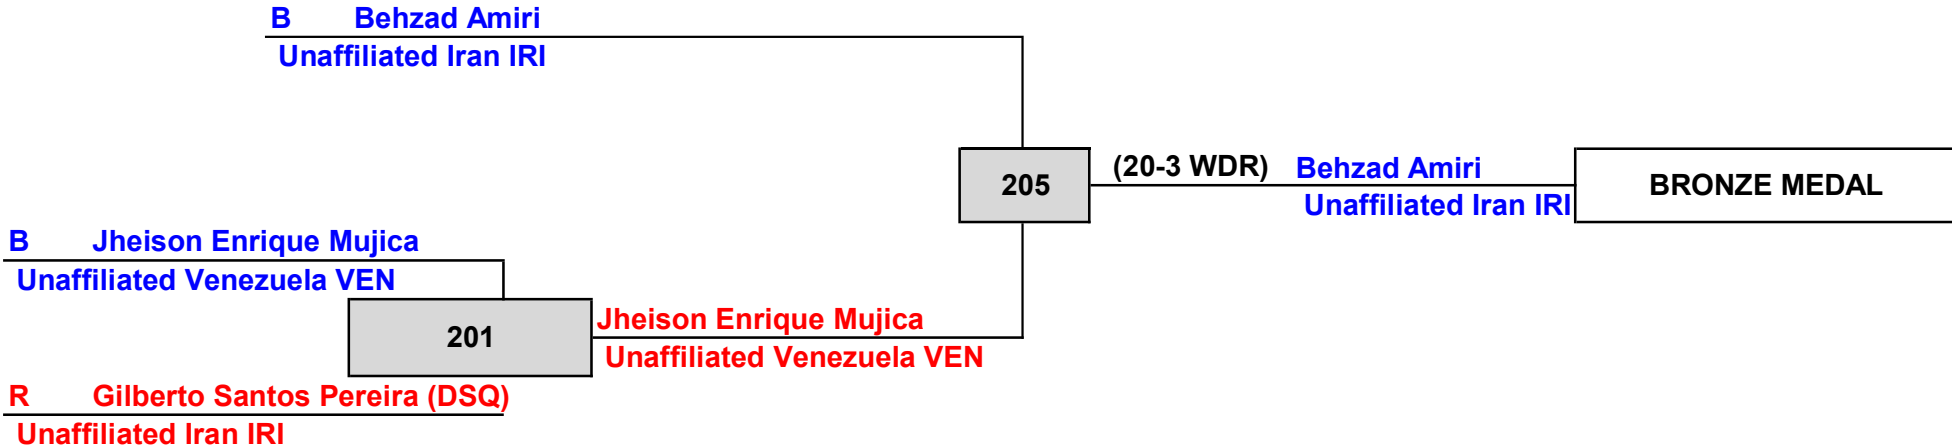 B Behzad Amiri
Unaffiliated Iran IRI
(20-3 WDR) Behzad Amiri
205 BRONZE MEDAL
Unaffiliated Iran IRI
B Jheison Enrique Mujica
Unaffiliated Venezuela VEN
Jheison Enrique Mujica
201
Unaffiliated Venezuela VEN
R Gilberto Santos Pereira (DSQ)
Unaffiliated Iran IRI